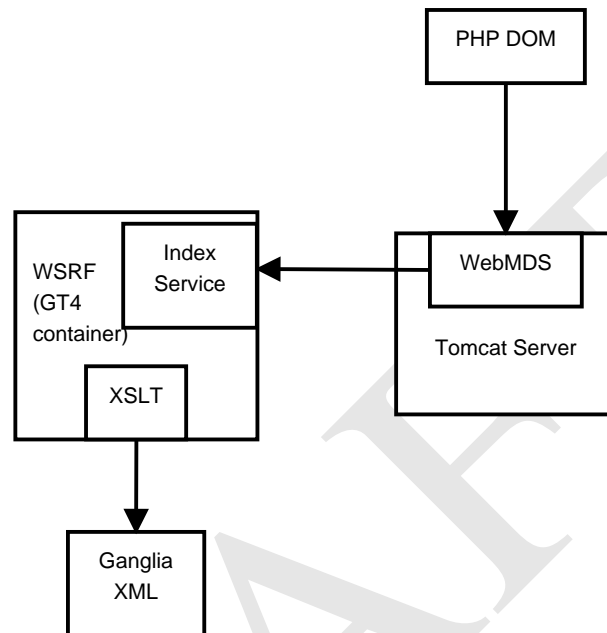 PHP DOM
Index
Service
WSRF
(GT4
container)
WebMDS
Tomcat Server
XSLT
Ganglia
XML